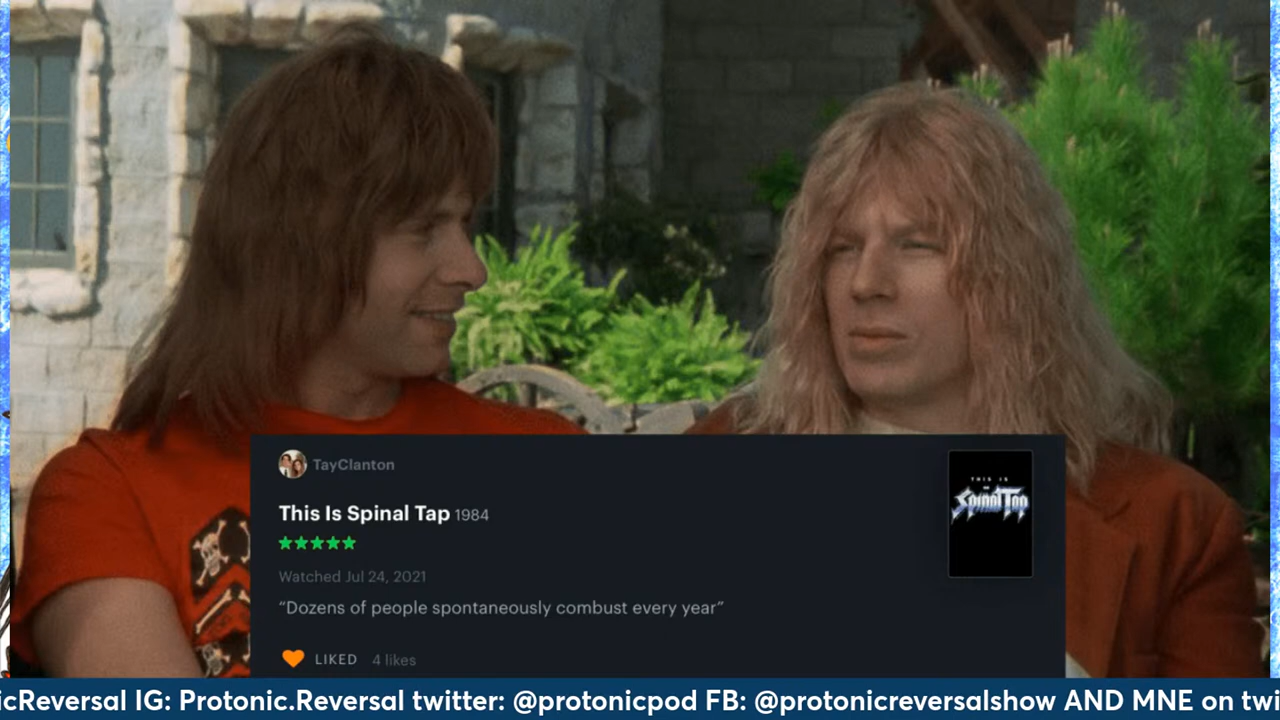 TayClanton
This Is Spinal Tap 1984
★★★★★
Watched Jul 24, 2021
“Dozens of people spontaneously combust every year”
LIKED 4 likes
THIS IS
Spinal Tap
icReversal IG: Protonic.Reversal twitter: @protonicpod FB: @protonicreversalshow AND MNE on twi